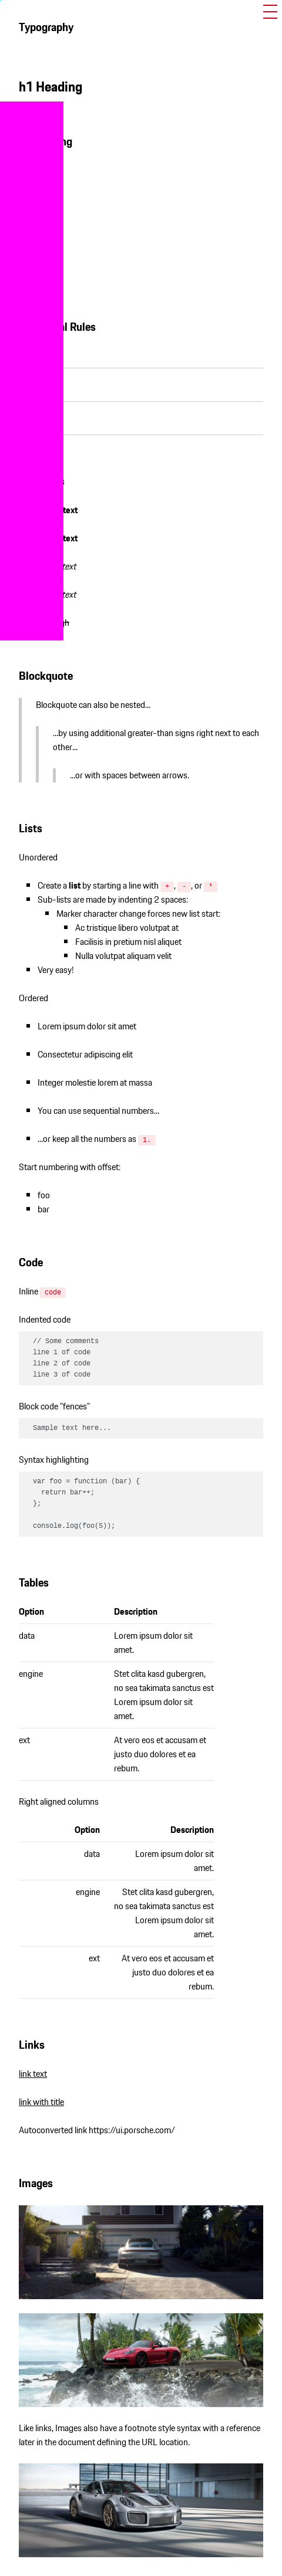 Typography
h1 Heading
ng
l Rules
text
text
text
text
Blockquote
Blockquote can also be nested...
...by using additional greater-than signs right next to each
other...
...or with spaces between arrows.
Lists
Unordered
Create a list by starting a line with + , - , or *
Sub-lists are made by indenting 2 spaces:
Marker character change forces new list start:
Ac tristique libero volutpat at
Facilisis in pretium nisl aliquet
Nulla volutpat aliquam velit
Very easy!
Ordered
Lorem ipsum dolor sit amet
Consectetur adipiscing elit
Integer molestie lorem at massa
You can use sequential numbers...
...or keep all the numbers as 1.
Start numbering with offset:
foo
bar
Code
Inline code
Indented code
// Some comments
line 1 of code
line 2 of code
line 3 of code
Block code "fences"
Sample text here...
Syntax highlighting
var foo = function (bar) {
return bar++;
};
console.log(foo(5));
Tables
Option Description
data Lorem ipsum dolor sit
amet.
engine Stet clita kasd gubergren,
no sea takimata sanctus est
Lorem ipsum dolor sit
amet.
ext At vero eos et accusam et
justo duo dolores et ea
rebum.
Right aligned columns
Option Description
data Lorem ipsum dolor sit
amet.
engine Stet clita kasd gubergren,
no sea takimata sanctus est
Lorem ipsum dolor sit
amet.
ext At vero eos et accusam et
justo duo dolores et ea
rebum.
Links
link text
link with title
Autoconverted link https://ui.porsche.com/
Images
Like links, Images also have a footnote style syntax with a reference
later in the document defining the URL location.